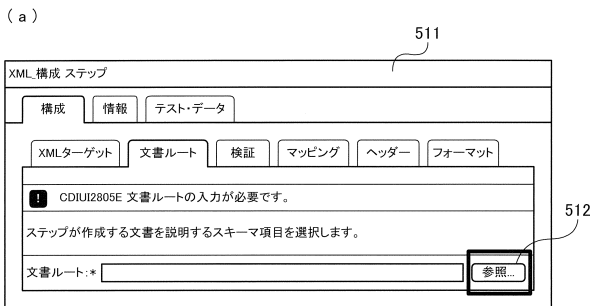 (a)
511
XML_構成 ステップ
構成 情報 テスト・データ
XMLターゲット 文書ルート 検証 マッピング ヘッダー フォーマット
! CDIUI2805E 文書ルートの入力が必要です。
512
ステップが作成する文書を説明するスキーマ項目を選択します。
文書ルート:* 参照...